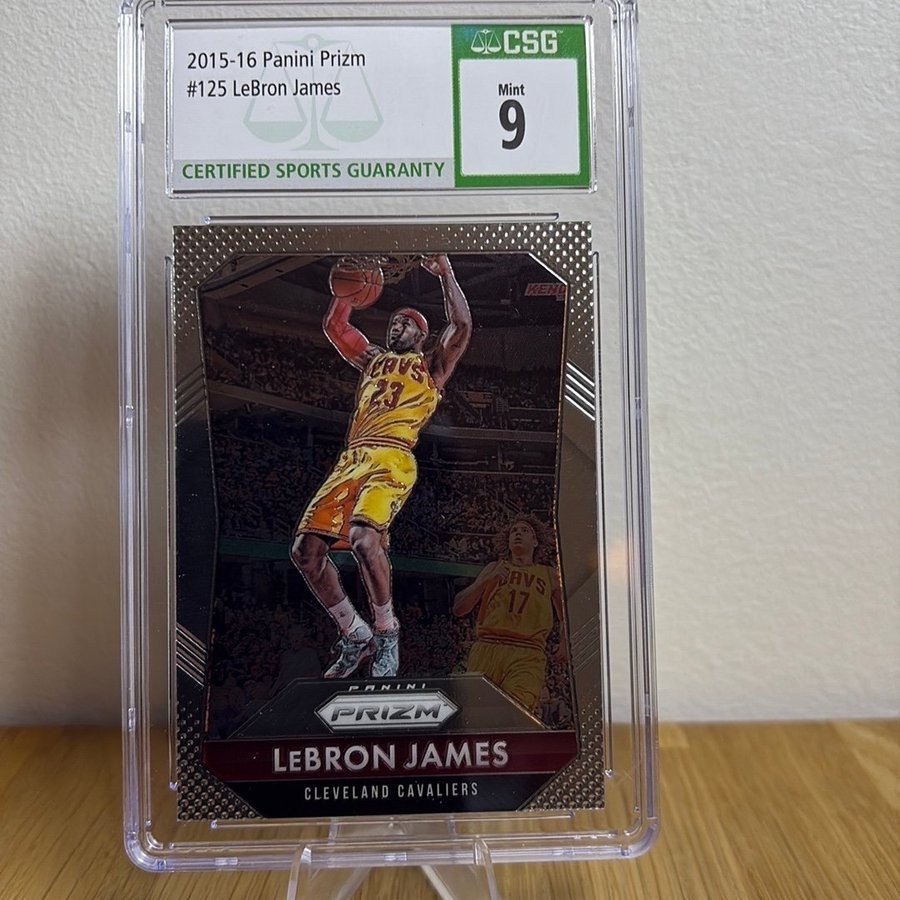 2015-16 Panini Prizm
#125 LeBron James
CERTIFIED SPORTS GUARANTY
CSG
Mint
9
CAVS
23
CAVS
17
PANINI
PRIZM
LEBRON JAMES
CLEVELAND CAVALIERS